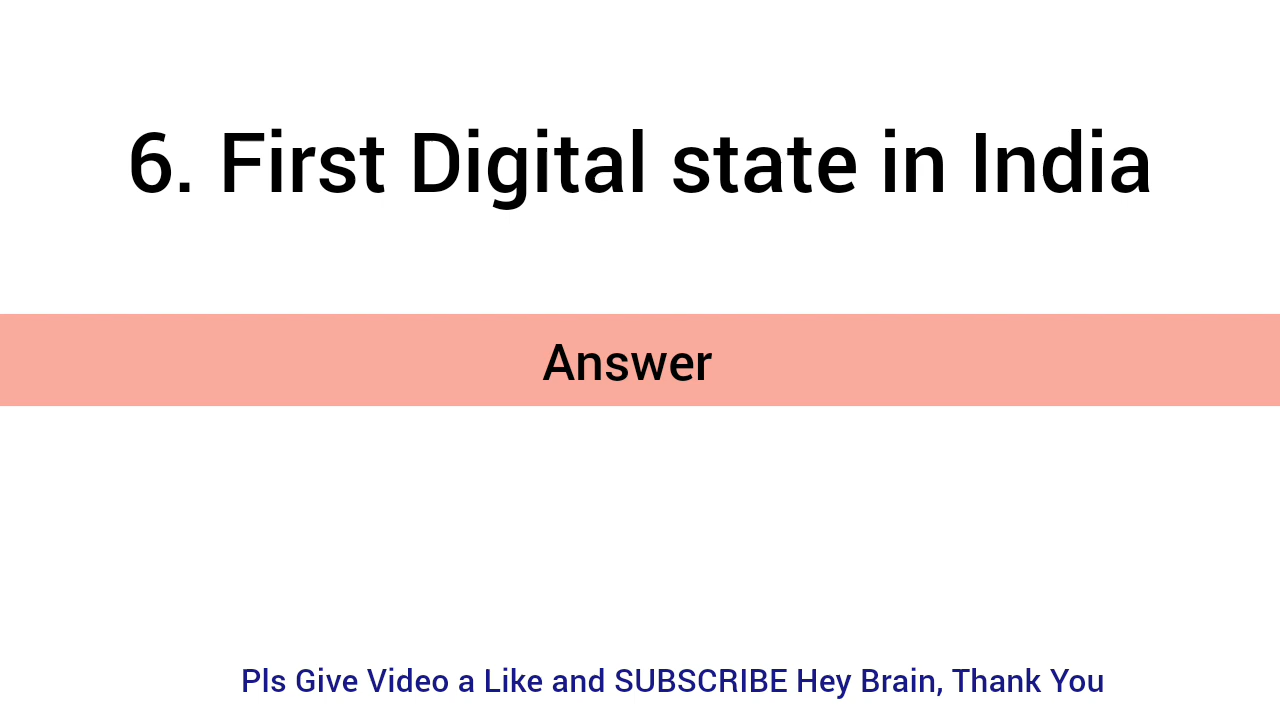 6. First Digital state in India
Answer
Pls Give Video a Like and SUBSCRIBE Hey Brain, Thank You